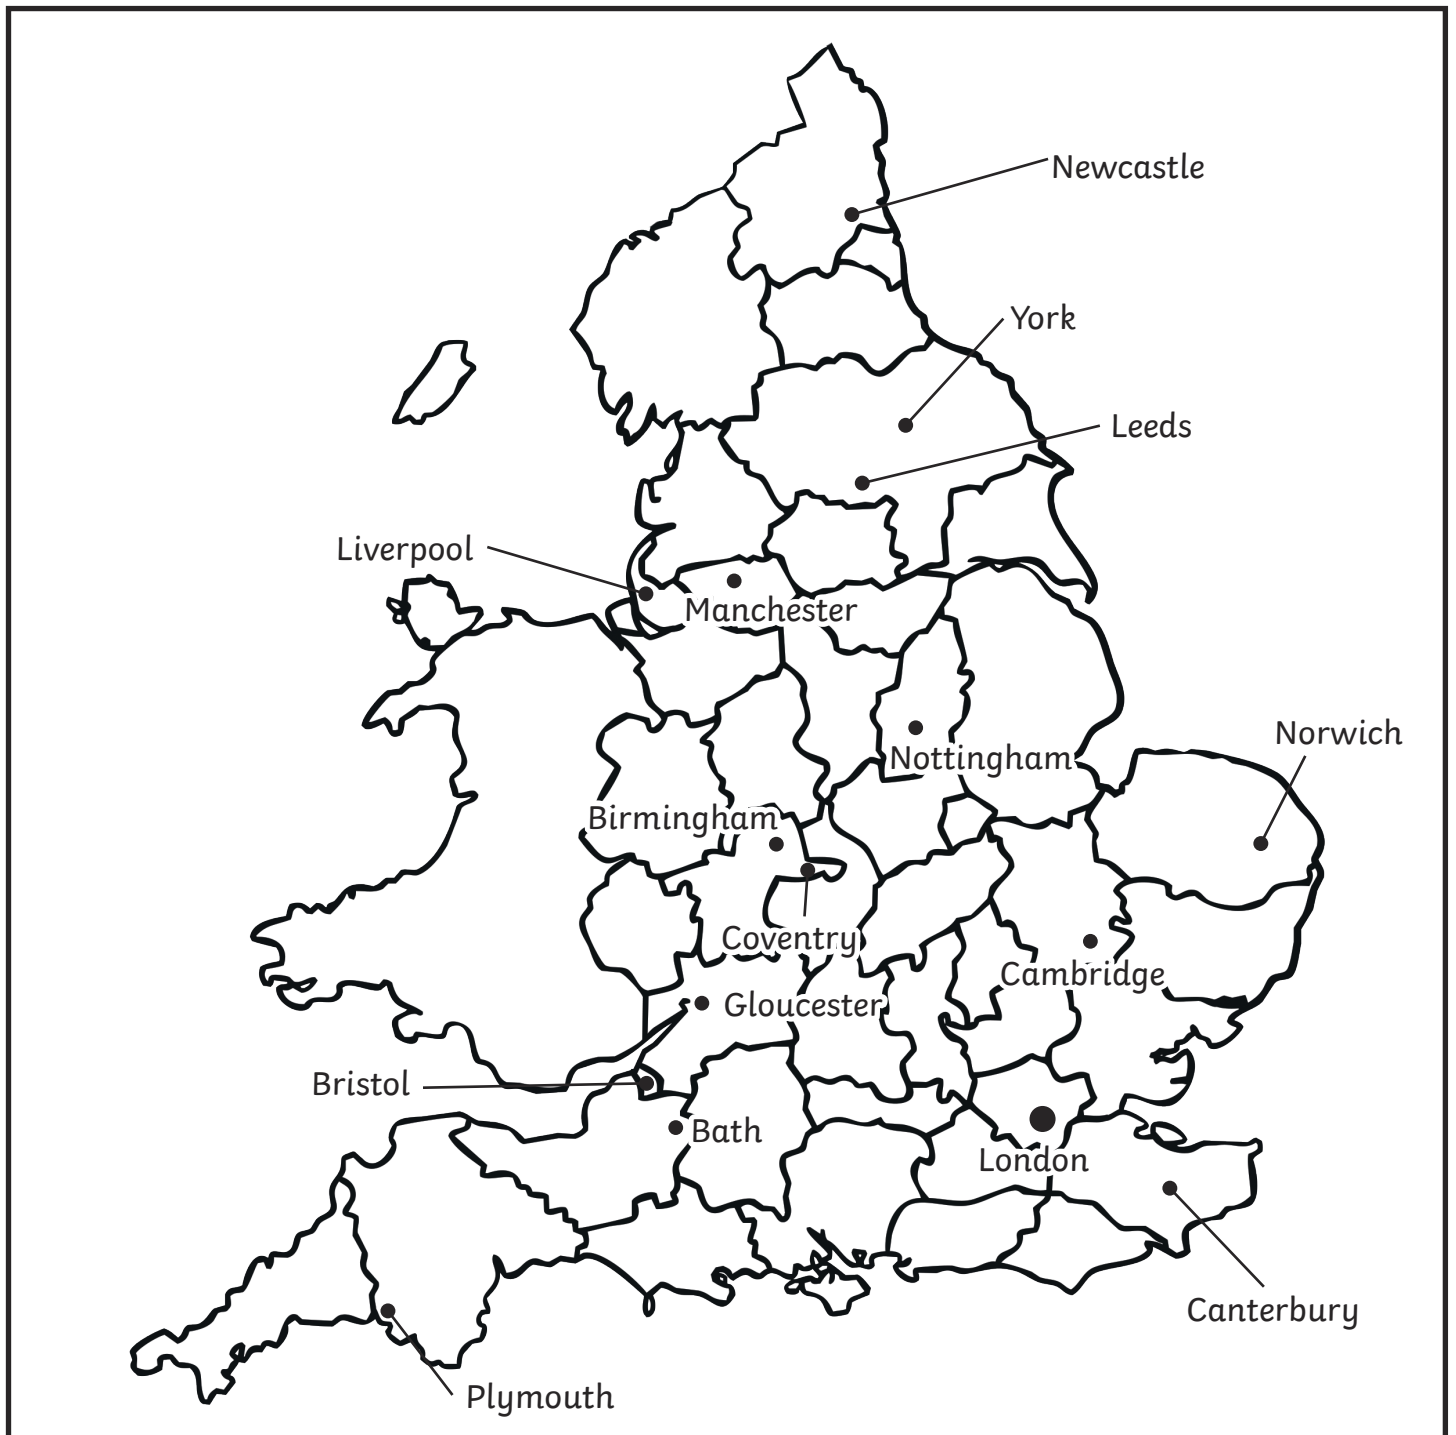 Newcastle
York
Leeds
Liverpool
Manchester
Norwich
Nottingham
Birmingham
Coventry
Cambridge
Gloucester
Bristol
Bath
London
Canterbury
Plymouth